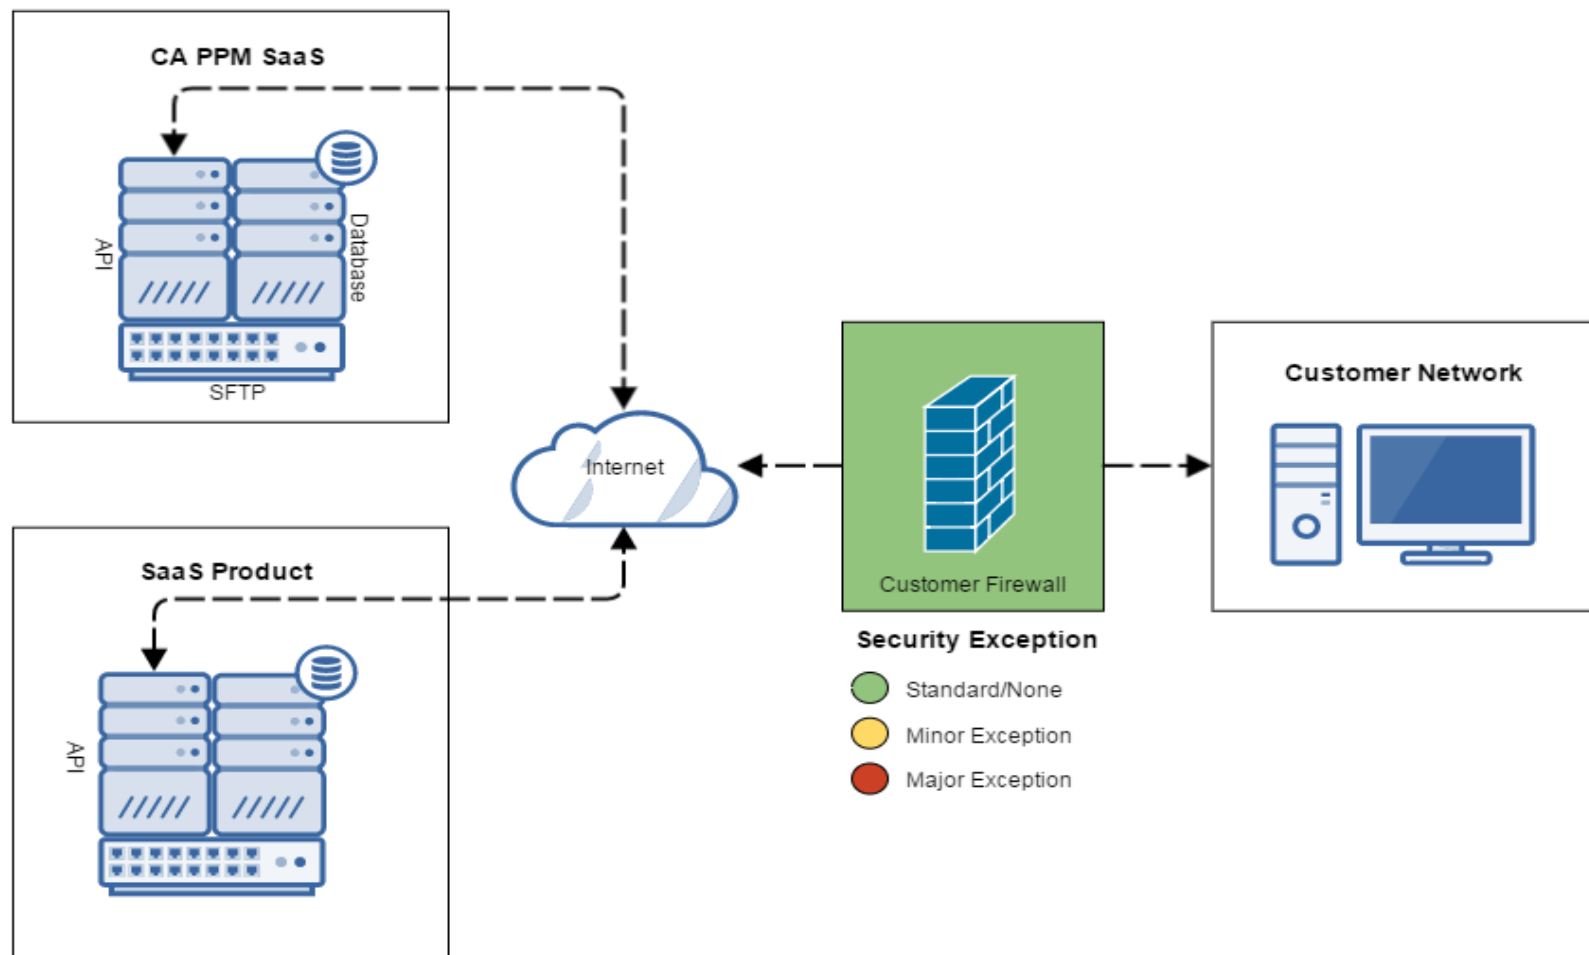 CA PPM SaaS
API
Database
SFTP
Internet
SaaS Product
API
Customer Firewall
Customer Network
Security Exception
Standard/None
Minor Exception
Major Exception